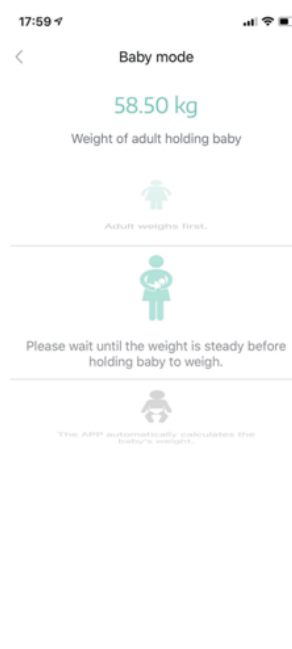 17:59
Baby mode
58.50 kg
Weight of adult holding baby
Adult weighs first.
Please wait until the weight is steady before
holding baby to weigh.
The APP automatically calculates the
baby's weight.